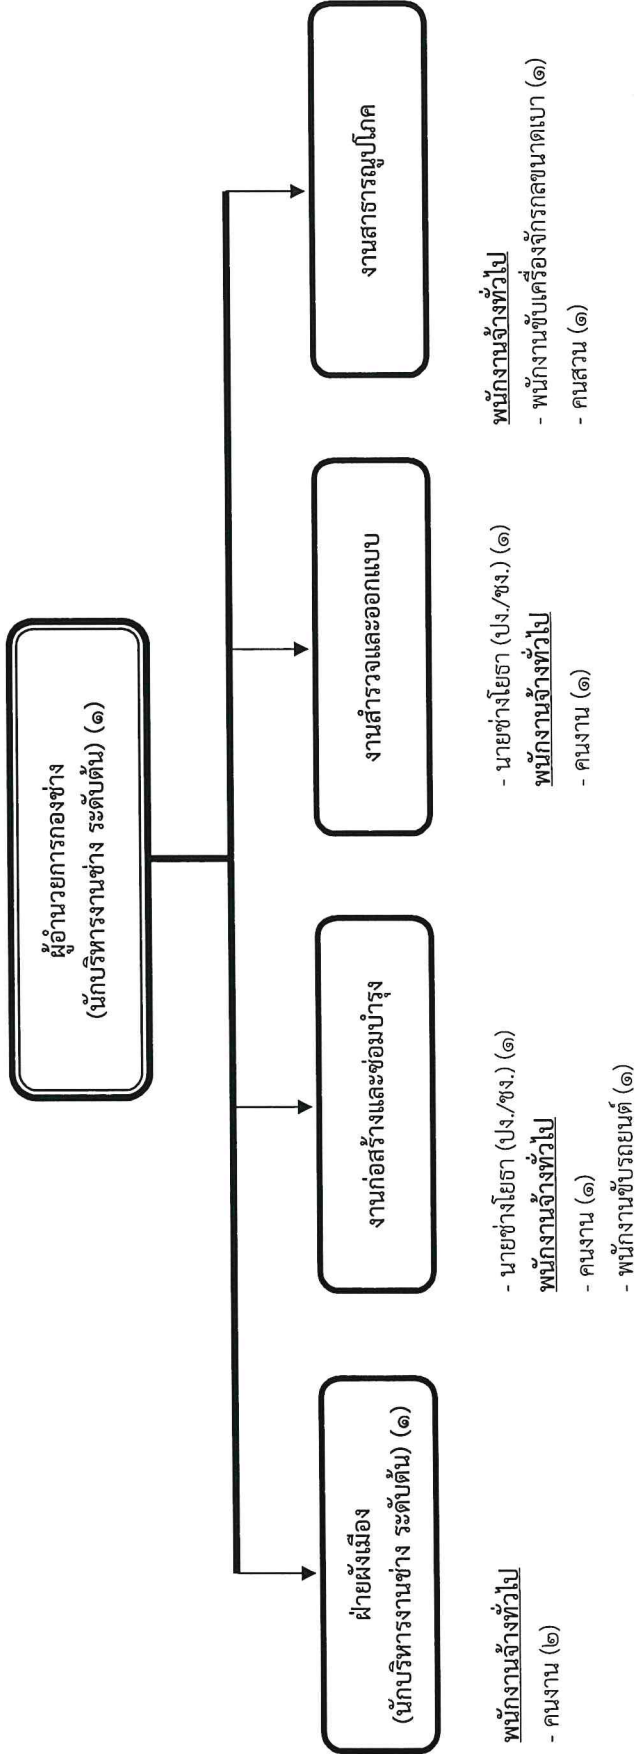 ผู้อำนวยการกองช่าง
(นักบริหารงานช่าง ระดับต้น) (๑)
ฝ่ายผังเมือง
(นักบริหารงานช่าง ระดับต้น) (๑)
พนักงานจ้างทั่วไป
- คนงาน (๒)
งานก่อสร้างและซ่อมบำรุง
- นายช่างโยธา (ปง./ชง.) (๑)
พนักงานจ้างทั่วไป
- คนงาน (๑)
- พนักงานขับรถยนต์ (๑)
งานสำรวจและออกแบบ
- นายช่างโยธา (ปง./ชง.) (๑)
พนักงานจ้างทั่วไป
- คนงาน (๑)
งานสาธารณูปโภค
พนักงานจ้างทั่วไป
- พนักงานขับเครื่องจักรกลขนาดเบา (๑)
- คนสวน (๑)